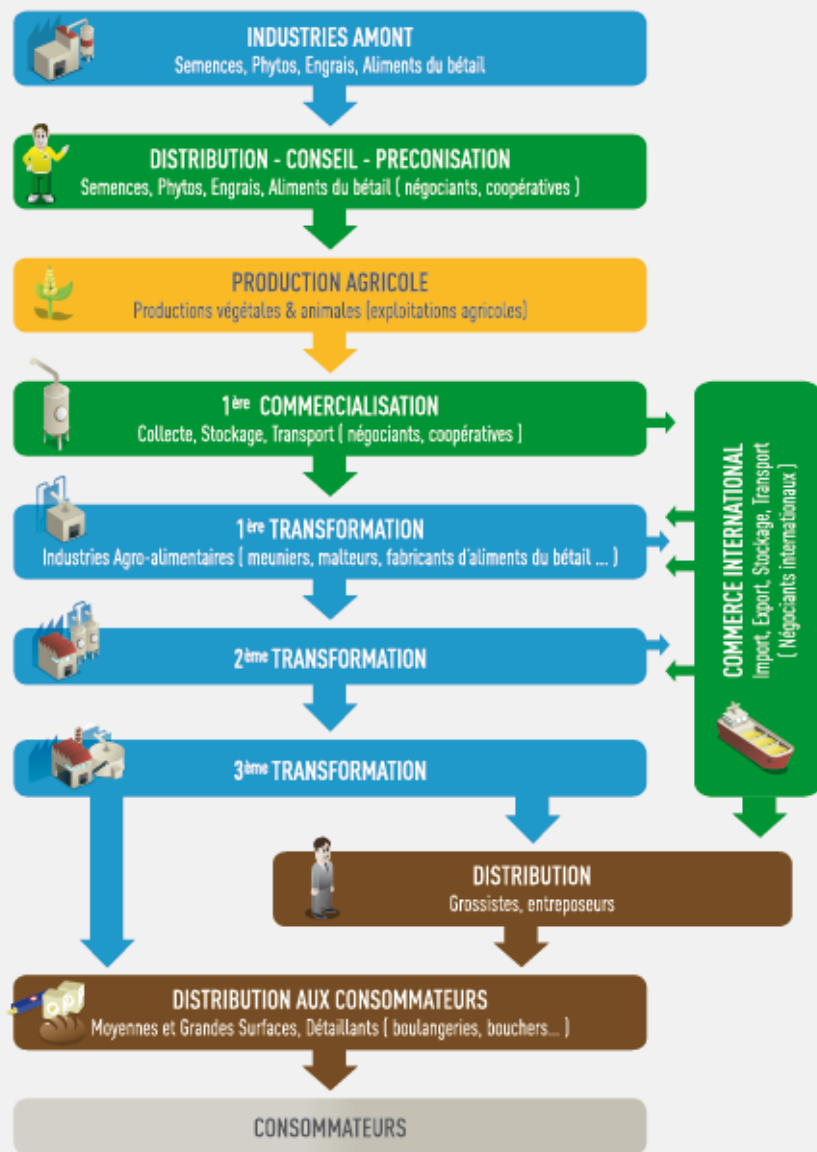 INDUSTRIES AMONT
Semences, Phytos, Engrais, Aliments du bétail
DISTRIBUTION - CONSEIL - PRECONISATION
Semences, Phytos, Engrais, Aliments du bétail ( négociants, coopératives )
PRODUCTION AGRICOLE
Productions végétales & animales (exploitations agricoles)
1ère COMMERCIALISATION
Collecte, Stockage, Transport ( négociants, coopératives )
1ère TRANSFORMATION
Industries Agro-alimentaires ( meuniers, malteurs, fabricants d'aliments du bétail ... )
2ème TRANSFORMATION
3ème TRANSFORMATION
COMMERCE INTERNATIONAL
Import, Export, Stockage, Transport
( Négociants internationaux )
DISTRIBUTION
Grossistes, entreposeurs
DISTRIBUTION AUX CONSOMMATEURS
Moyennes et Grandes Surfaces, Détaillants ( boulangeries, bouchers... )
CONSOMMATEURS